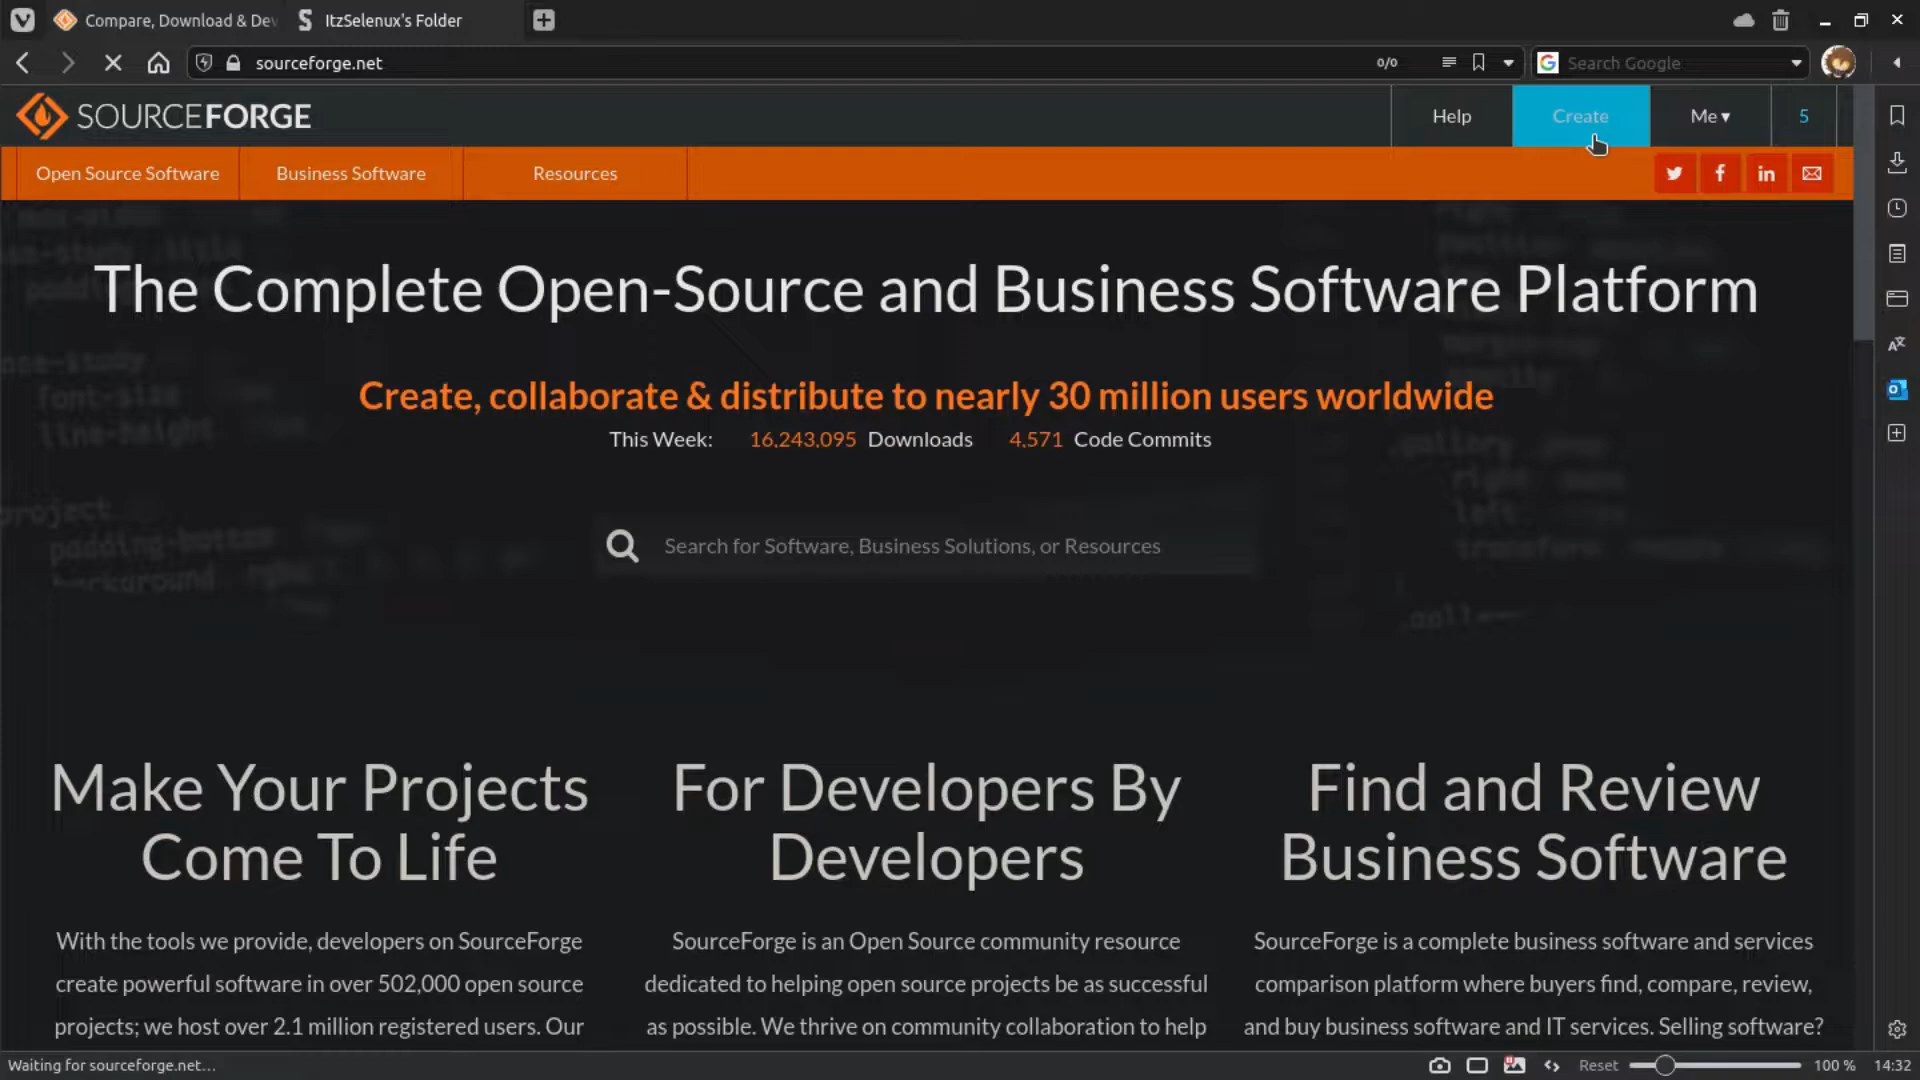 Compare, Download & Dev
ItzSelenux's Folder
sourceforge.net
0/0
Search Google
SOURCEFORGE
Help
Create
Me ▾
5
Open Source Software
Business Software
Resources
The Complete Open-Source and Business Software Platform
Create, collaborate & distribute to nearly 30 million users worldwide
This Week: 16,243,095 Downloads 4,571 Code Commits
Search for Software, Business Solutions, or Resources
Make Your Projects
Come To Life
With the tools we provide, developers on SourceForge
create powerful software in over 502,000 open source
projects; we host over 2.1 million registered users. Our
For Developers By
Developers
SourceForge is an Open Source community resource
dedicated to helping open source projects be as successful
as possible. We thrive on community collaboration to help
Find and Review
Business Software
SourceForge is a complete business software and services
comparison platform where buyers find, compare, review,
and buy business software and IT services. Selling software?
Waiting for sourceforge.net...
Reset
100 %
14:32